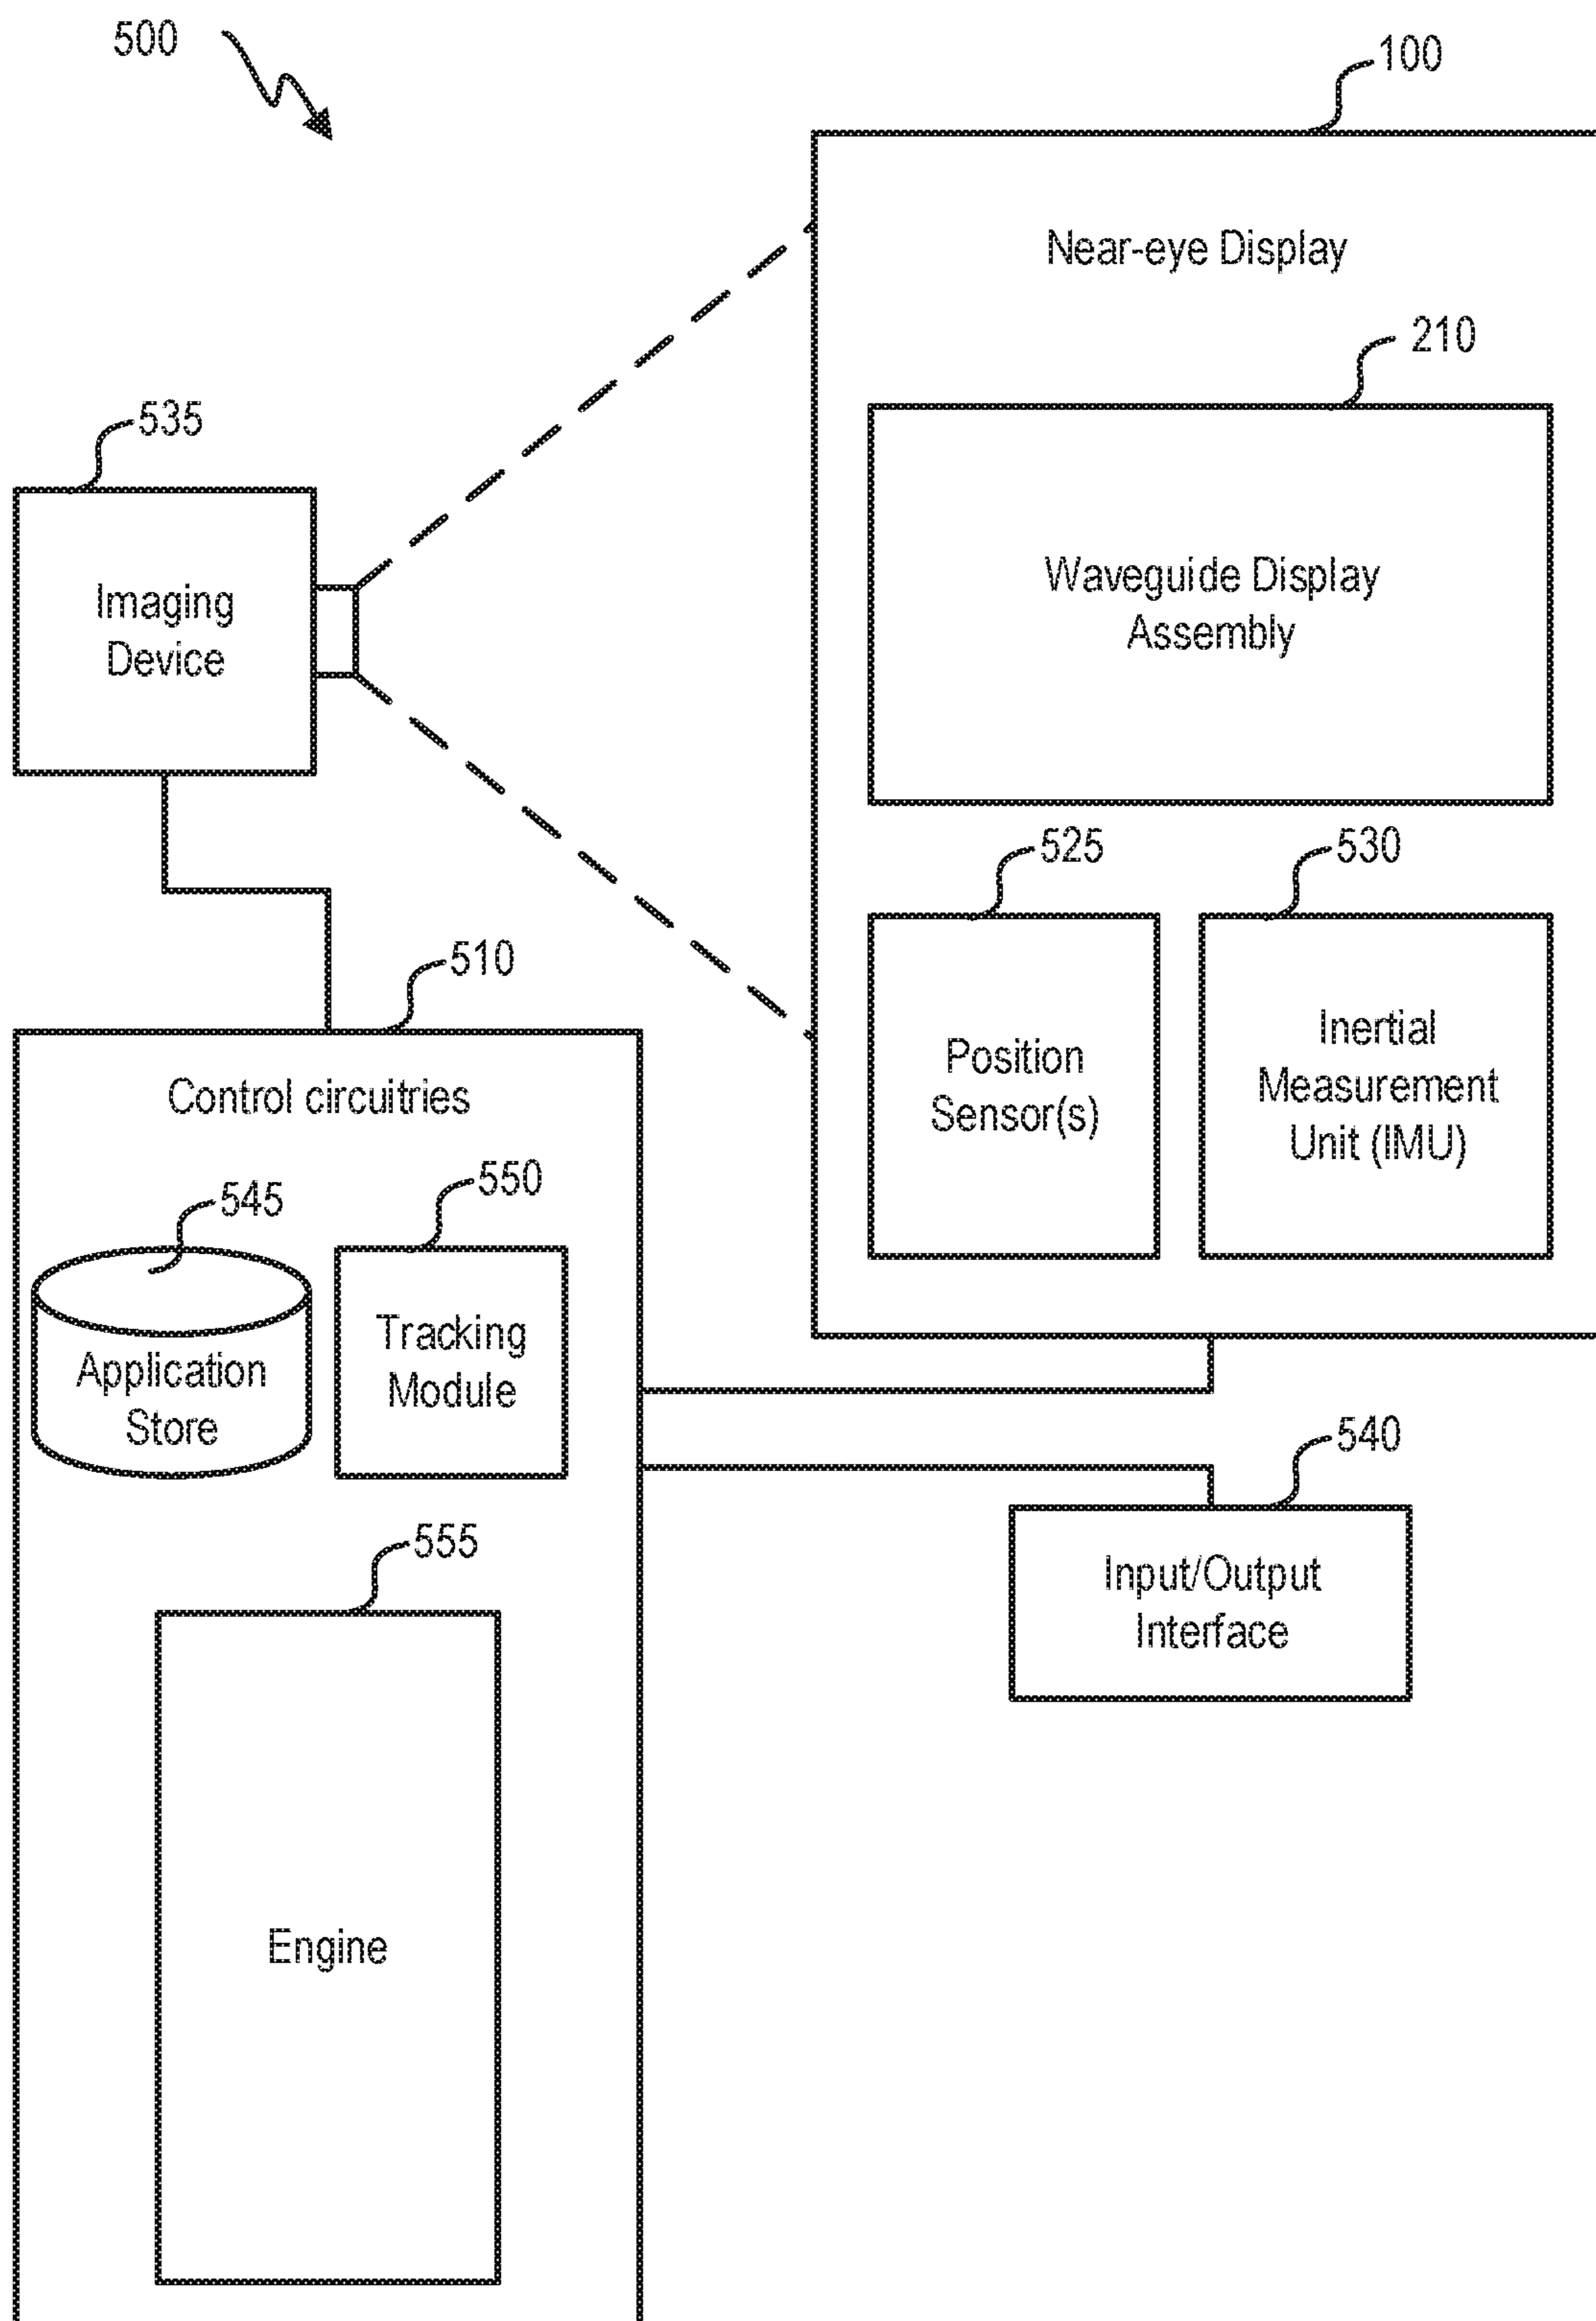 500
100
Near-eye Display
210
535
Waveguide Display
Assembly
Imaging
Device
525
530
510
Position
Sensor(s)
Inertial
Measurement
Unit (IMU)
Control circuitries
545
550
Application
Store
Tracking
Module
540
555
Input/Output
Interface
Engine